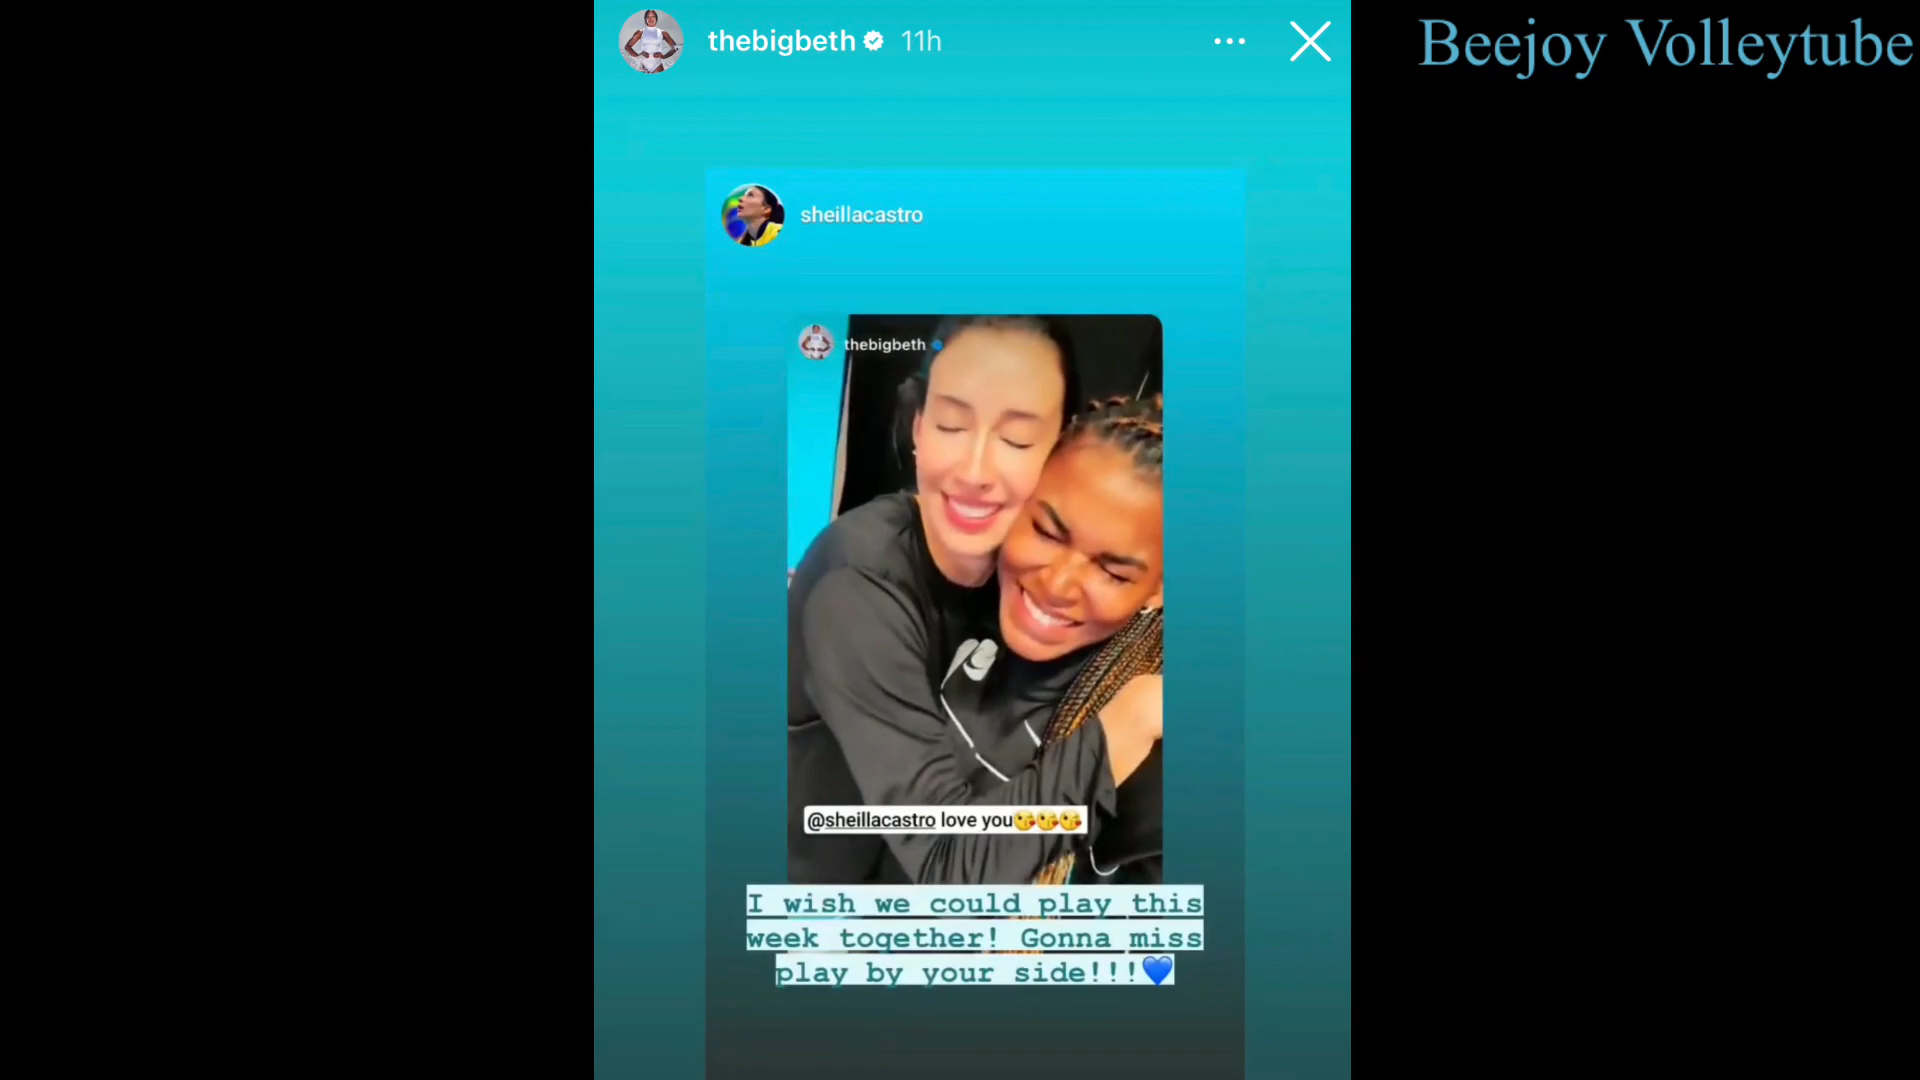 thebigbeth 11h
Beejoy Volleytube
sheillacastro
thebigbeth
@sheillacastro love you😘😘😘
I wish we could play this
week together! Gonna miss
play by your side!!!💙